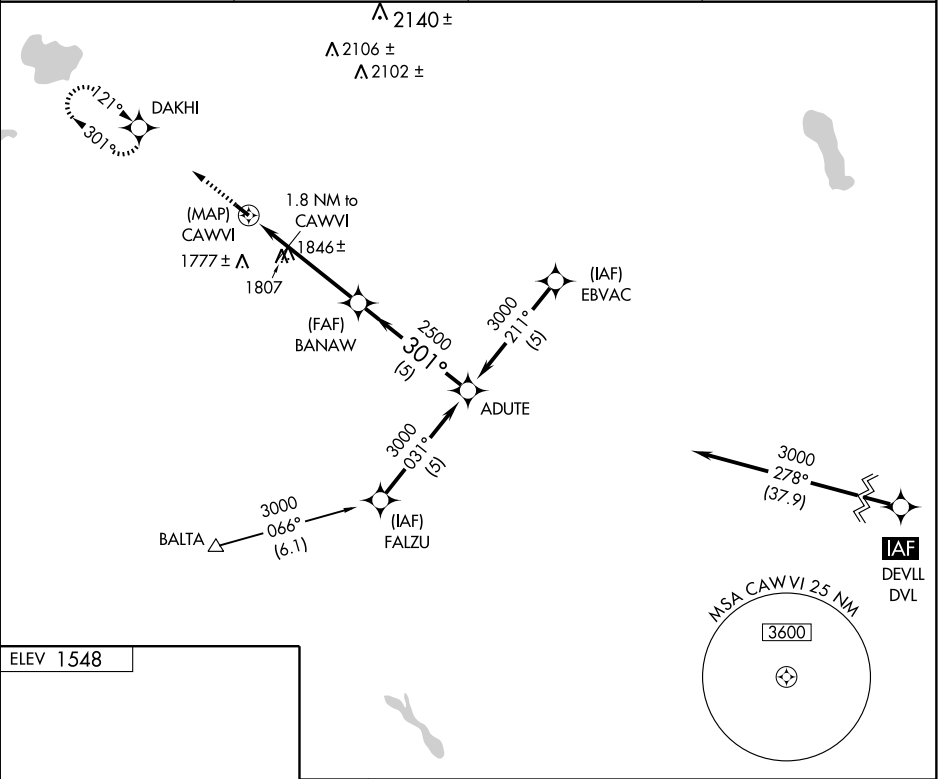 2140 ±
2106 ±
2102 ±
DAKHI
121°
301°
1.8 NM to
CAWVI
(MAP)
CAWVI
1846 ±
1777 ±
1807
(IAF)
EBVAC
3000
211°
(5)
(FAF)
BANAW
2500
301°
(5)
ADUTE
3000
031°
(5)
3000
278°
(37.9)
3000
066°
(6.1)
BALTA
(IAF)
FALZU
IAF
DEVLL
DVL
MSA CAWVI 25 NM
3600
ELEV 1548